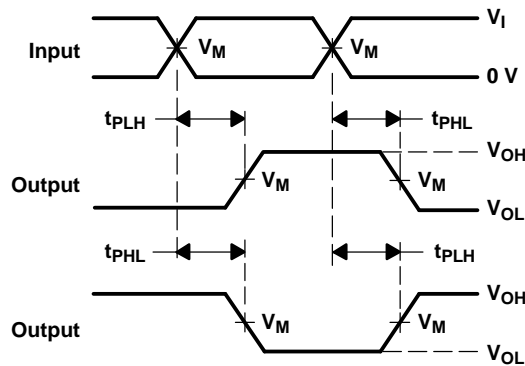 V_I
Input
V_M V_M
0 V
t_PLH t_PHL
V_OH
Output
V_M V_M
V_OL
t_PHL t_PLH
V_OH
Output
V_M V_M
V_OL